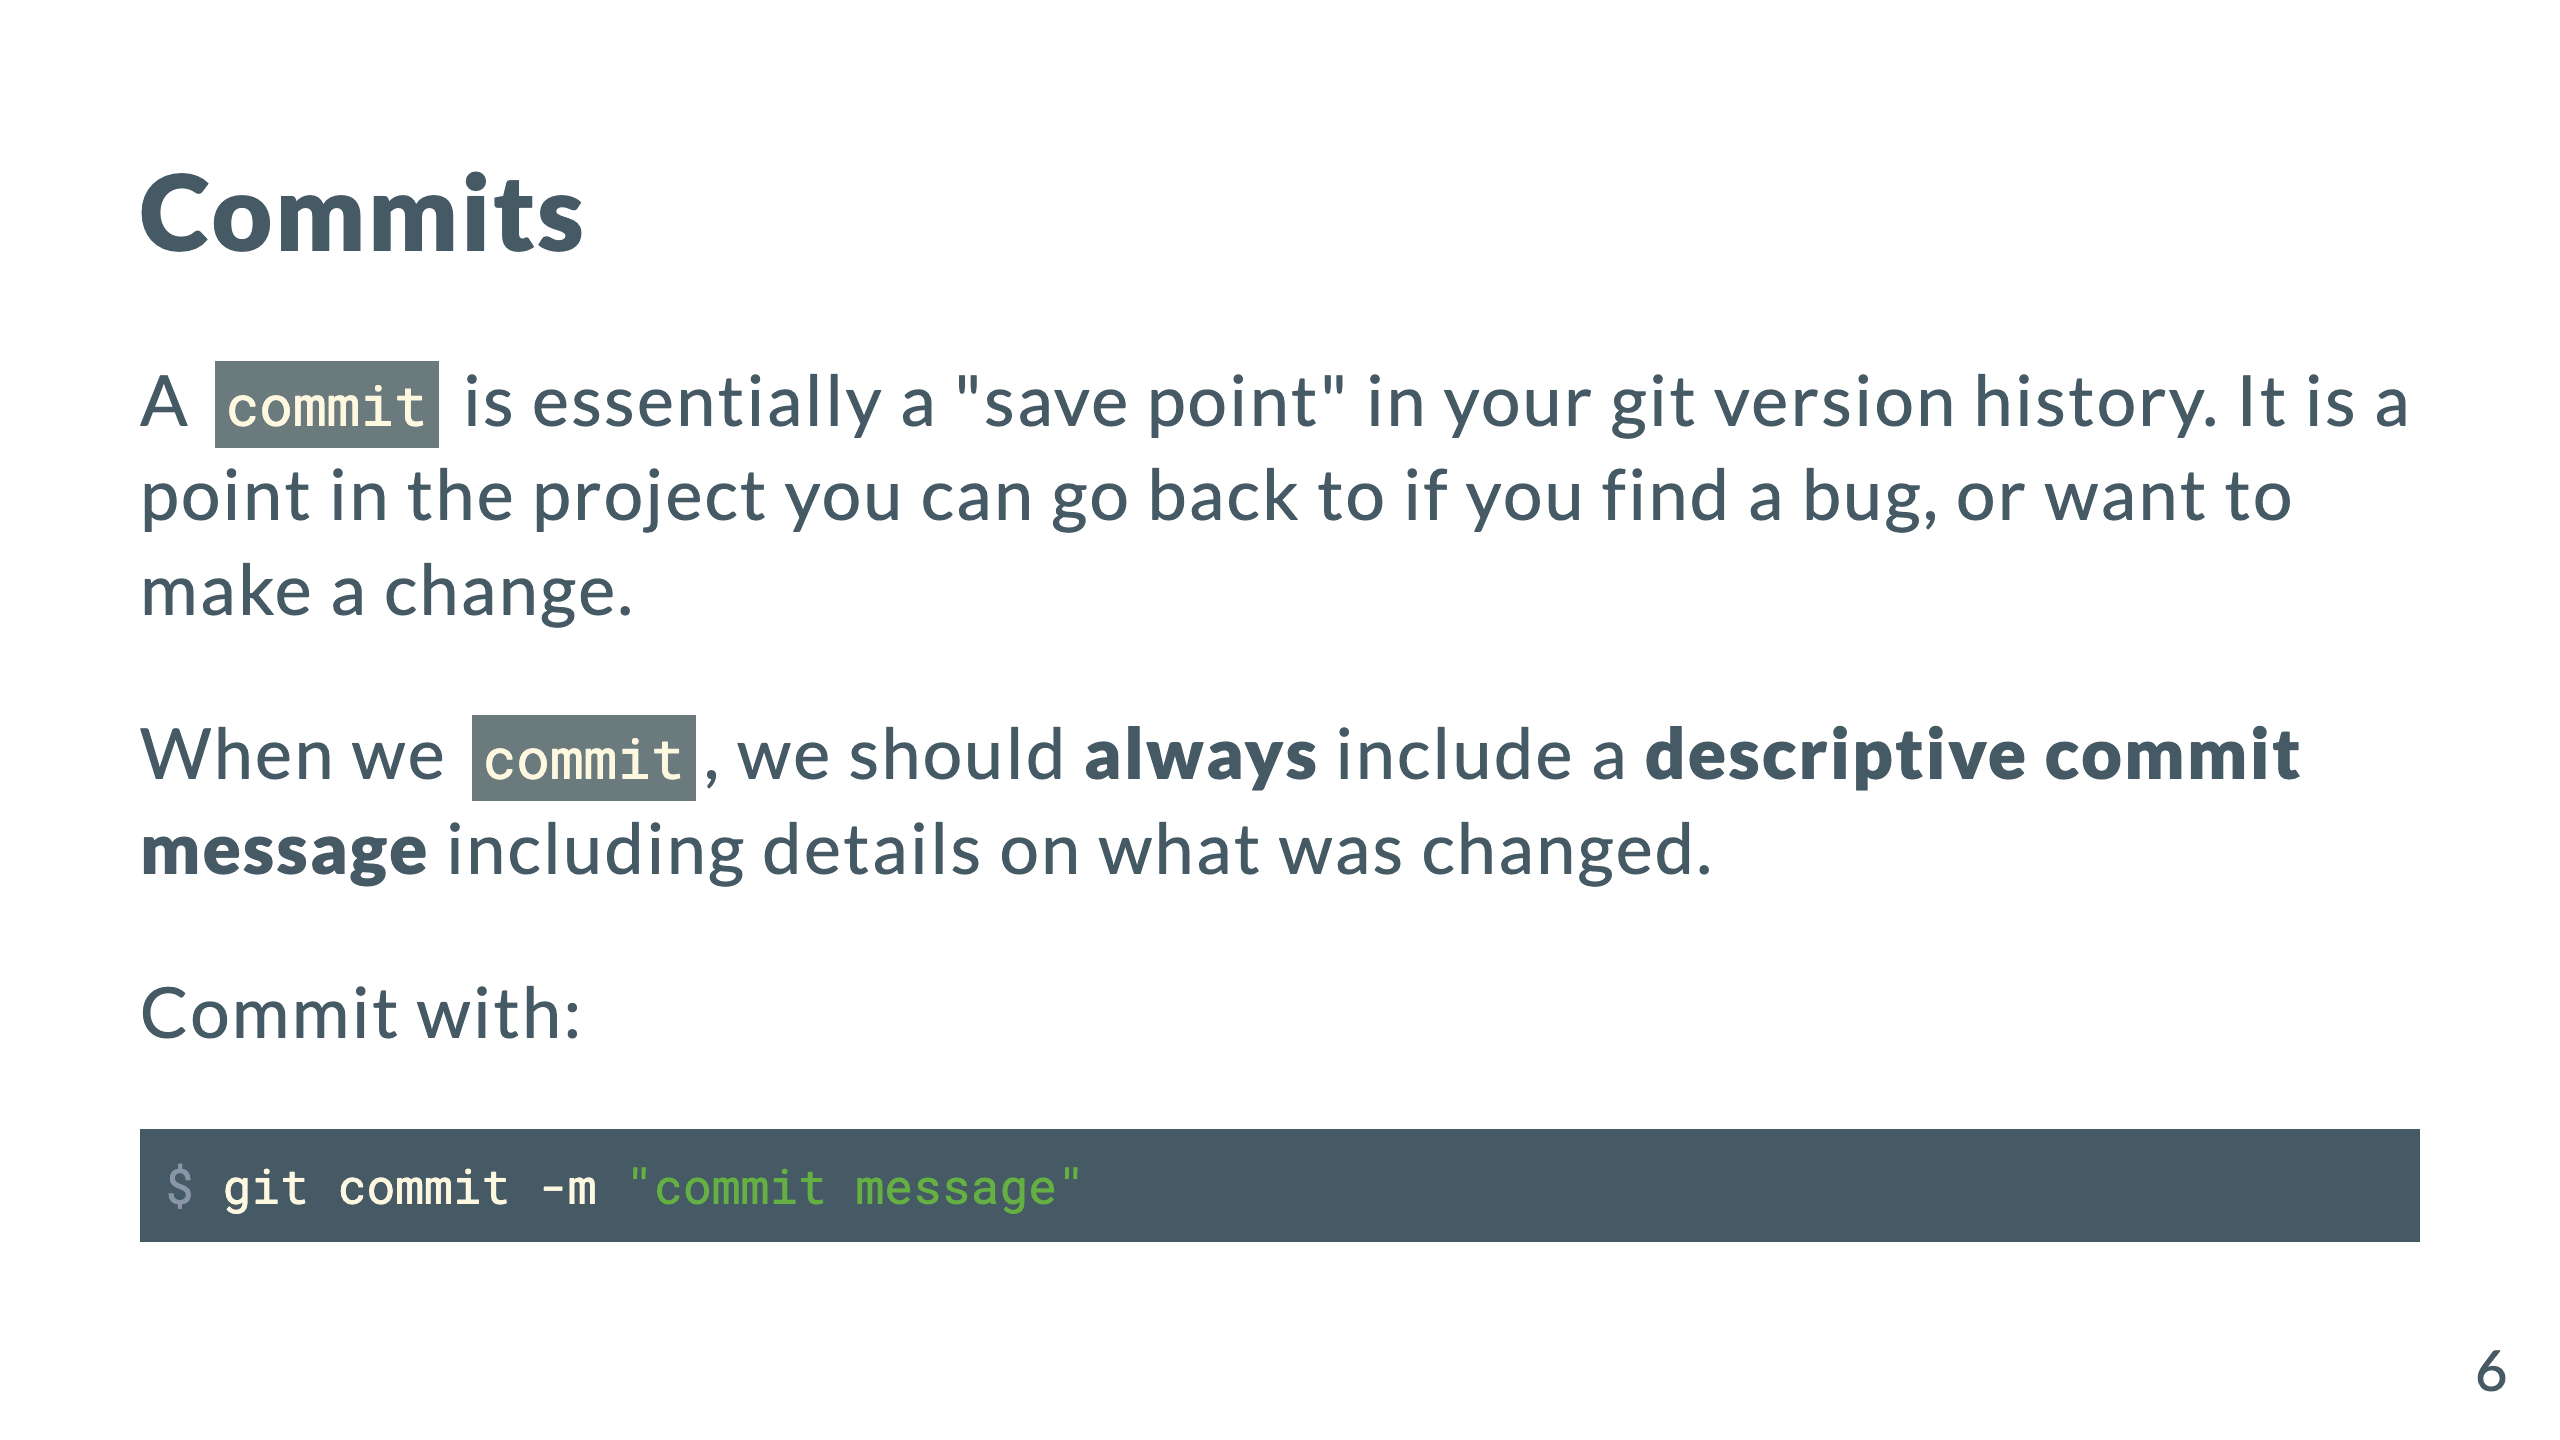 Commits
A commit is essentially a "save point" in your git version history. It is a
point in the project you can go back to if you find a bug, or want to
make a change.
When we commit, we should always include a descriptive commit
message including details on what was changed.
Commit with:
$ git commit -m "commit message"
6